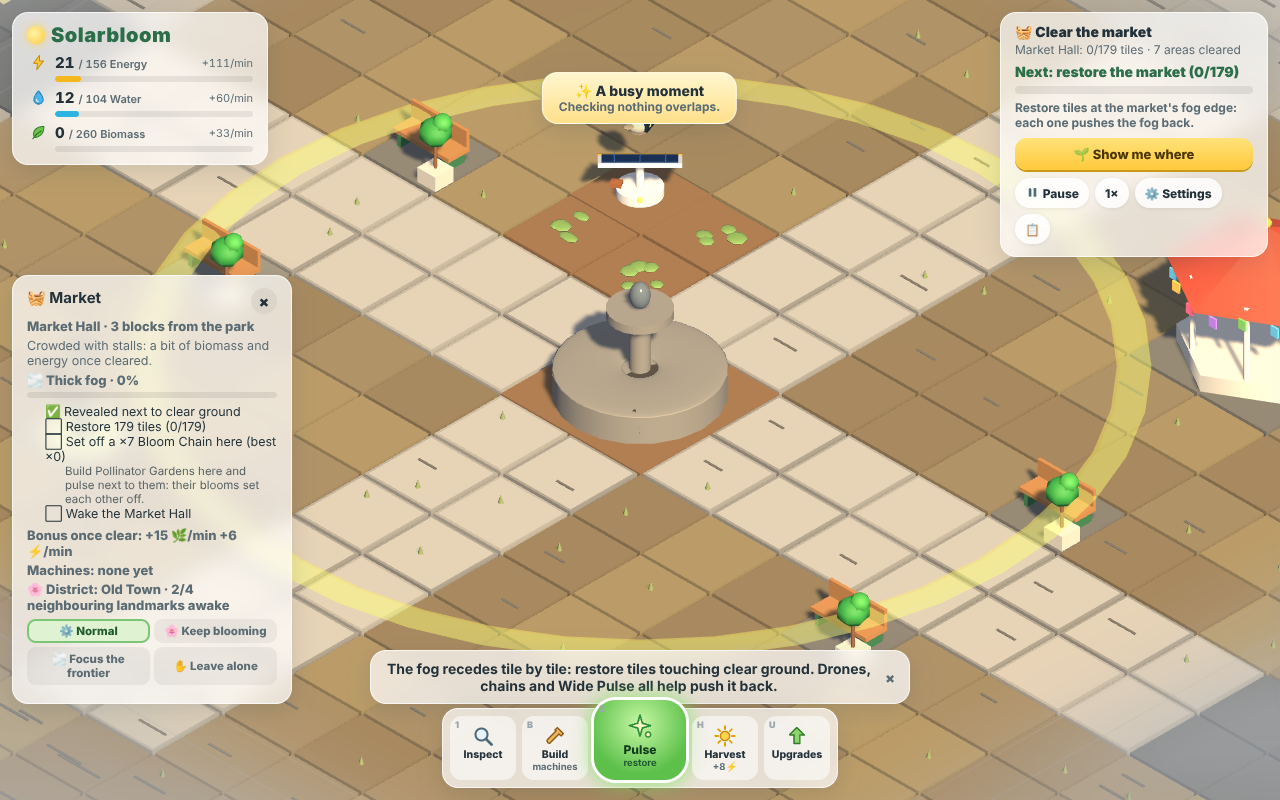 Solarbloom
21 / 156 Energy +111/min
12 / 104 Water +60/min
0 / 260 Biomass +33/min
✨ A busy moment
Checking nothing overlaps.
🧺 Clear the market
Market Hall: 0/179 tiles · 7 areas cleared
Next: restore the market (0/179)
Restore tiles at the market's fog edge:
each one pushes the fog back.
🌱 Show me where
⏸ Pause
1×
⚙️ Settings
📋
🧺 Market
✖
Market Hall · 3 blocks from the park
Crowded with stalls: a bit of biomass and
energy once cleared.
🌫️ Thick fog · 0%
✅ Revealed next to clear ground
⬜ Restore 179 tiles (0/179)
⬜ Set off a ×7 Bloom Chain here (best
×0)
Build Pollinator Gardens here and
pulse next to them: their blooms set
each other off.
⬜ Wake the Market Hall
Bonus once clear: +15 🌿/min +6
⚡/min
Machines: none yet
🌸 District: Old Town · 2/4
neighbouring landmarks awake
⚙️ Normal
🌸 Keep blooming
🌫️ Focus the
frontier
✋ Leave alone
The fog recedes tile by tile: restore tiles touching clear ground. Drones,
chains and Wide Pulse all help push it back.
✖
1
Inspect
B
Build
machines
Pulse
restore
H
Harvest
+8⚡
U
Upgrades